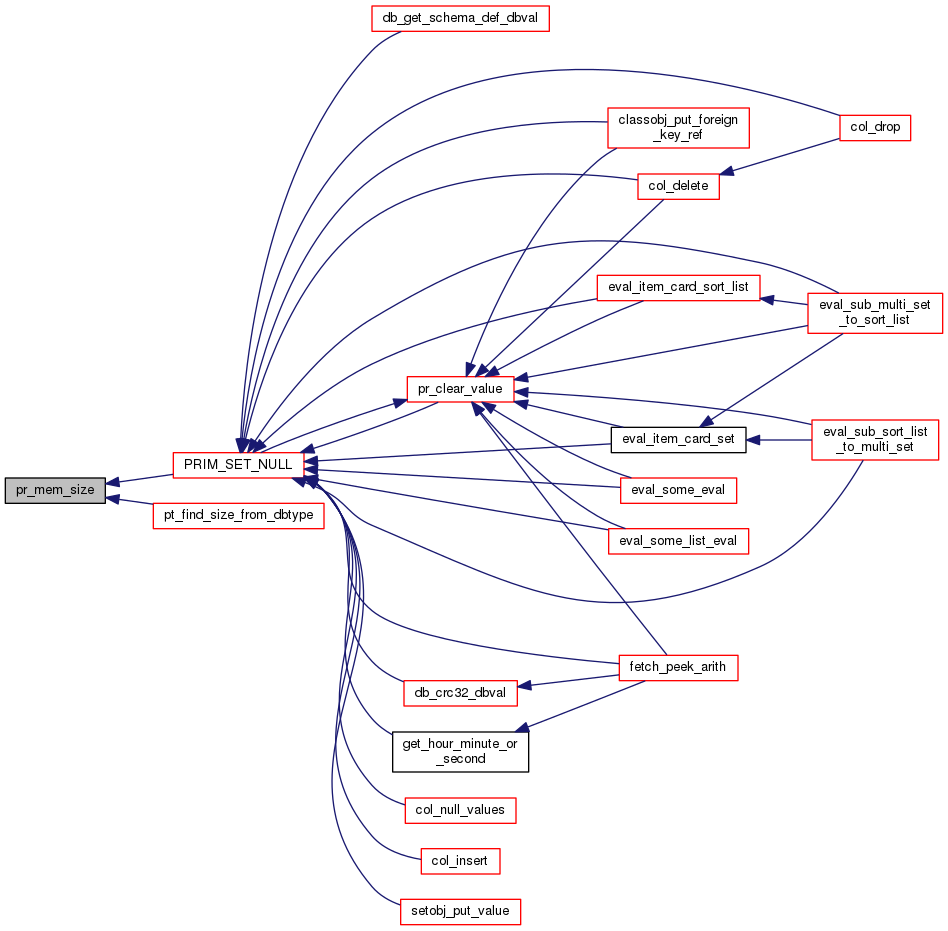 db_get_schema_def_dbval
classobj_put_foreign
_key_ref
col_drop
col_delete
eval_item_card_sort_list
eval_sub_multi_set
_to_sort_list
pr_clear_value
eval_item_card_set
eval_sub_sort_list
_to_multi_set
PRIM_SET_NULL
pr_mem_size
eval_some_eval
pt_find_size_from_dbtype
eval_some_list_eval
fetch_peek_arith
db_crc32_dbval
get_hour_minute_or
_second
col_null_values
col_insert
setobj_put_value